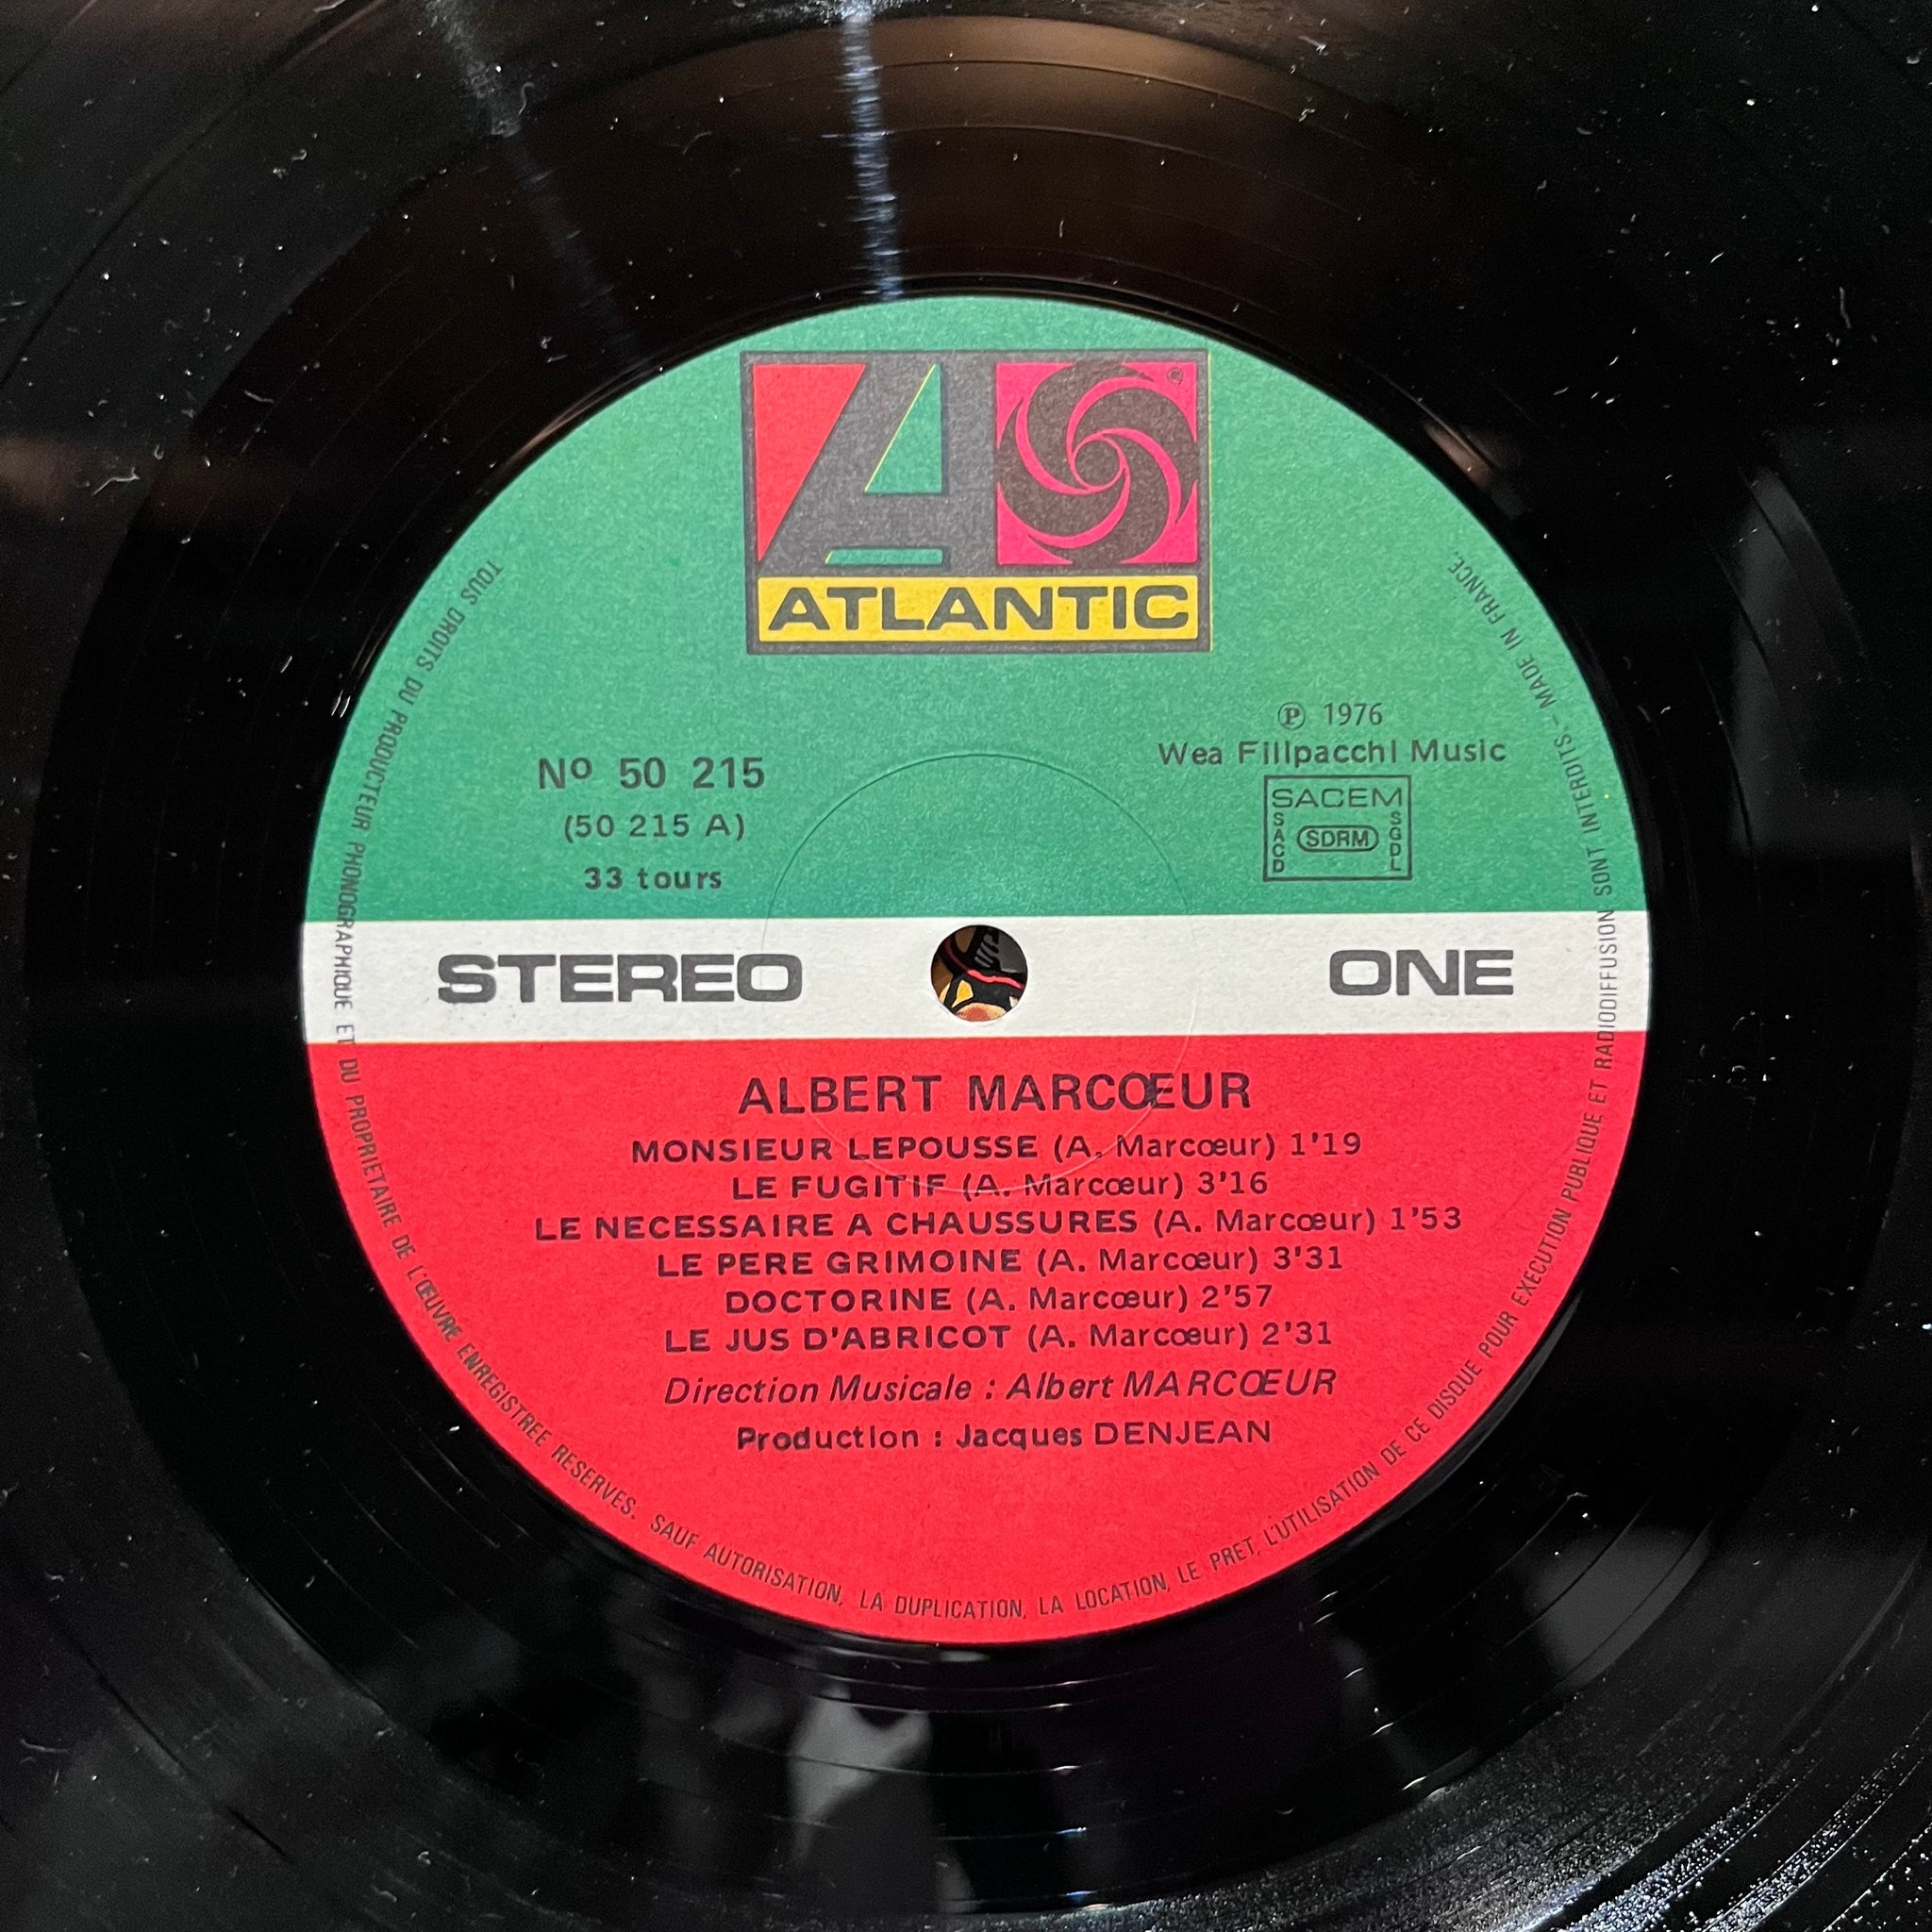 ATLANTIC
℗ 1976
Wea Filipacchi Music
Nº 50 215
(50 215 A)
33 tours
SACEM
SACD
SDRM
SGDL
STEREO
ONE
ALBERT MARCŒUR
MONSIEUR LEPOUSSE (A. Marcœur) 1'19
LE FUGITIF (A. Marcœur) 3'16
LE NECESSAIRE A CHAUSSURES (A. Marcœur) 1'53
LE PERE GRIMOINE (A. Marcœur) 3'31
DOCTORINE (A. Marcœur) 2'57
LE JUS D'ABRICOT (A. Marcœur) 2'31
Direction Musicale : Albert MARCŒUR
Production : Jacques DENJEAN
TOUS DROITS DU PRODUCTEUR PHONOGRAPHIQUE ET DU PROPRIETAIRE DE L'ŒUVRE ENREGISTREE RESERVES. SAUF AUTORISATION, LA DUPLICATION, LA LOCATION, LE PRET, L'UTILISATION DE CE DISQUE POUR EXECUTION PUBLIQUE ET RADIODIFFUSION SONT INTERDITS. - MADE IN FRANCE.